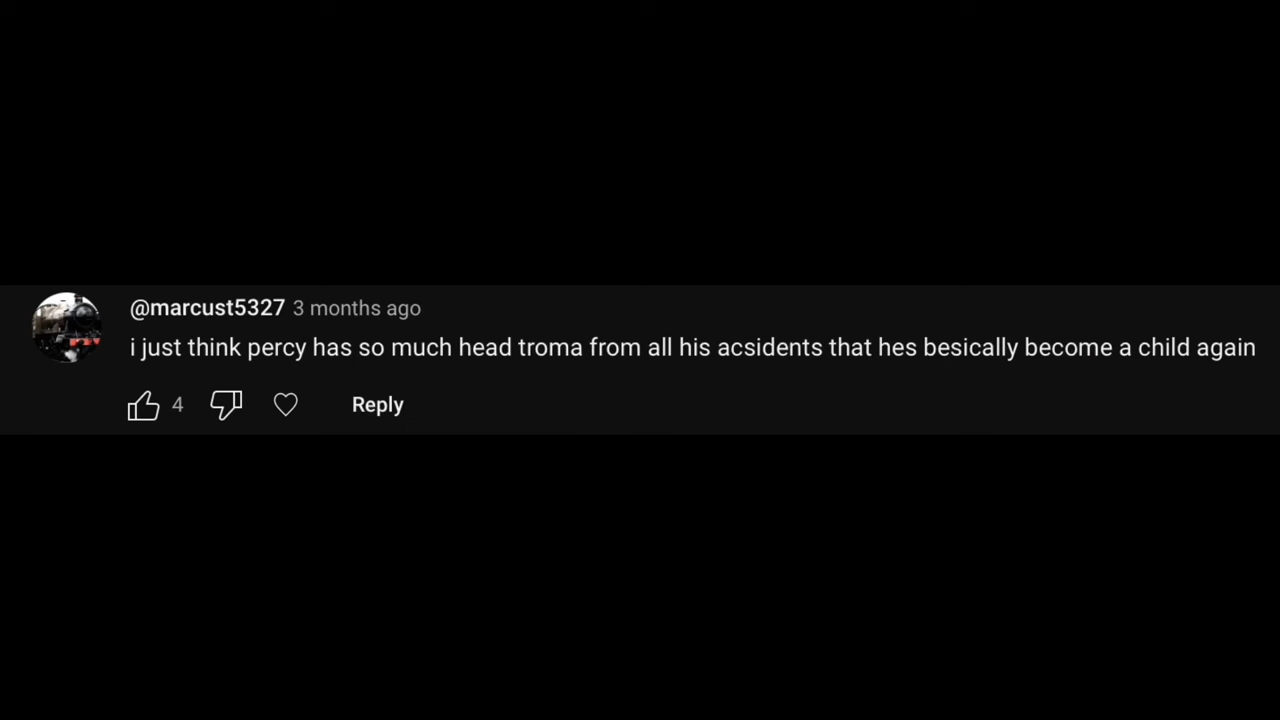 @marcust5327 3 months ago
i just think percy has so much head troma from all his acsidents that hes besically become a child again
4 Reply